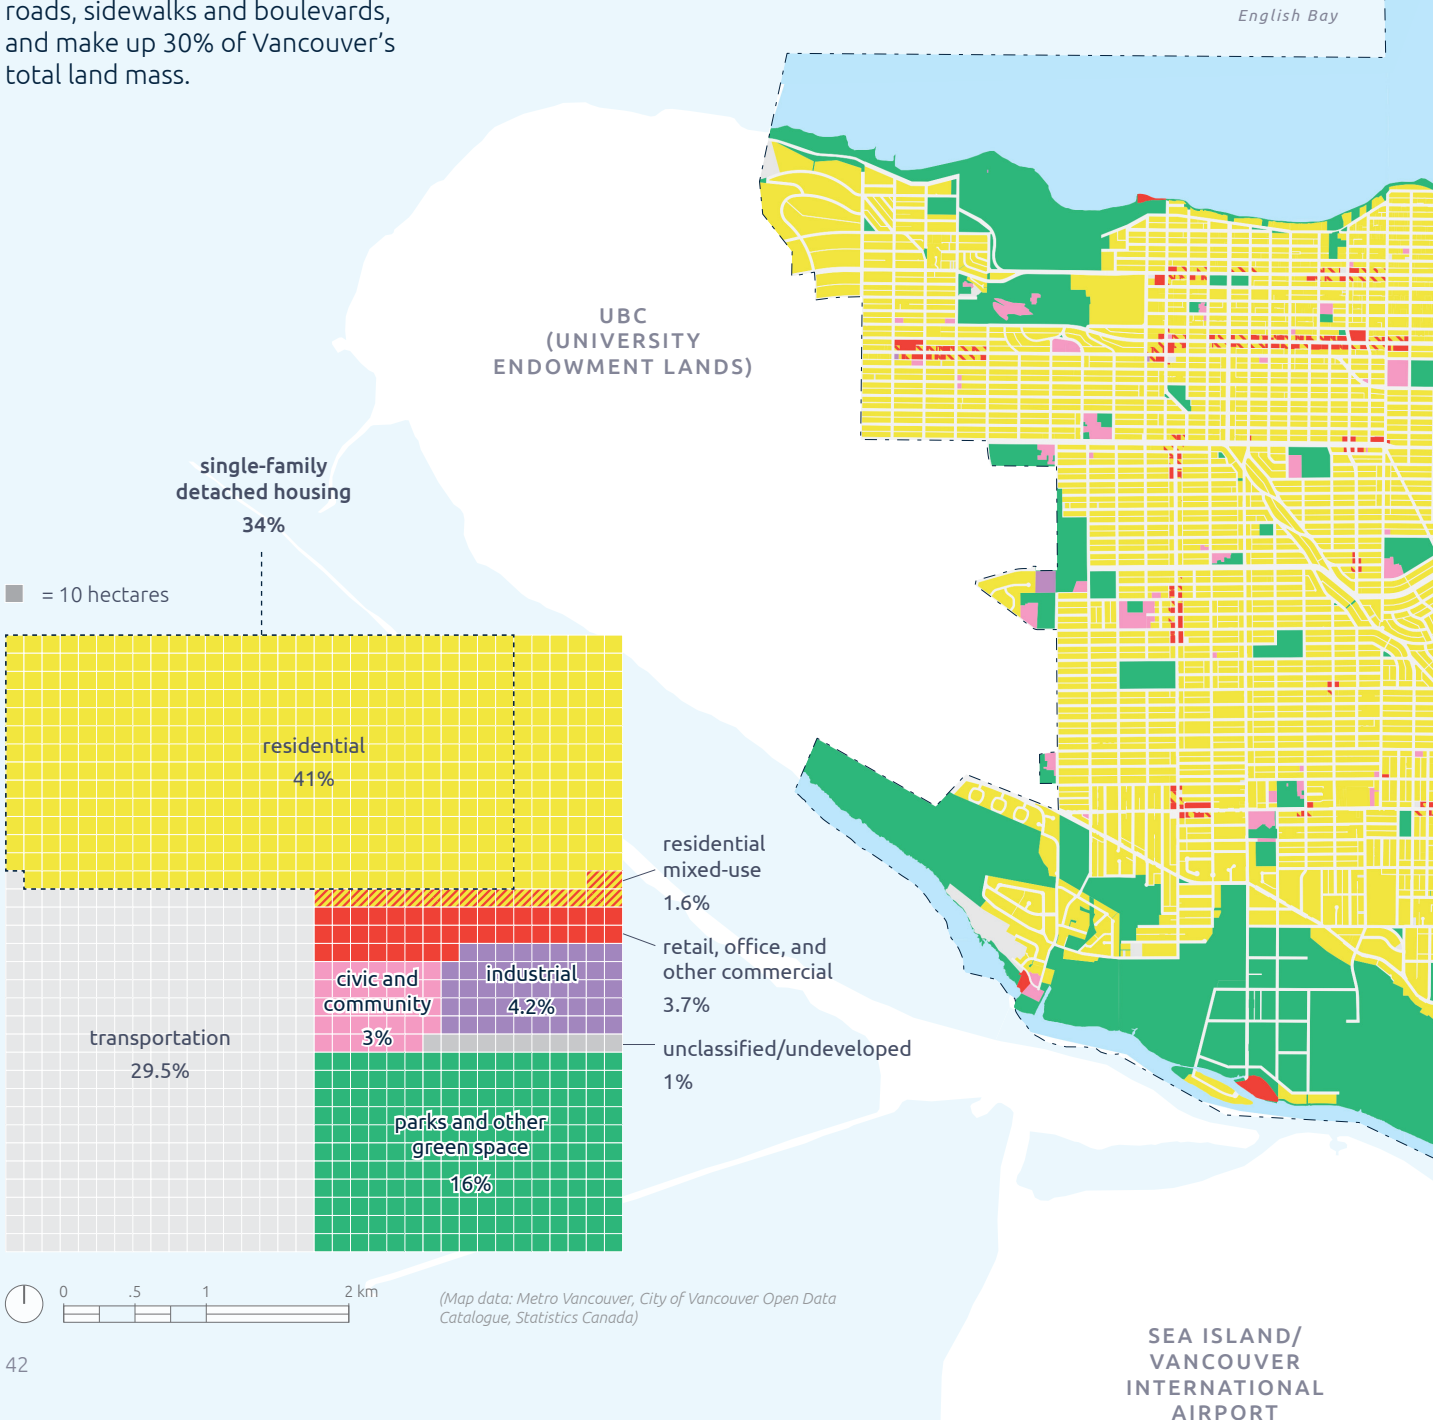 roads, sidewalks and boulevards,
and make up 30% of Vancouver’s
total land mass.
English Bay
UBC
(UNIVERSITY
ENDOWMENT LANDS)
single-family
detached housing
34%
= 10 hectares
residential
41%
residential
mixed-use
1.6%
retail, office, and
other commercial
3.7%
civic and
community
3%
industrial
4.2%
transportation
29.5%
unclassified/undeveloped
1%
parks and other
green space
16%
0 .5 1 2 km
(Map data: Metro Vancouver, City of Vancouver Open Data
Catalogue, Statistics Canada)
42
SEA ISLAND/
VANCOUVER
INTERNATIONAL
AIRPORT